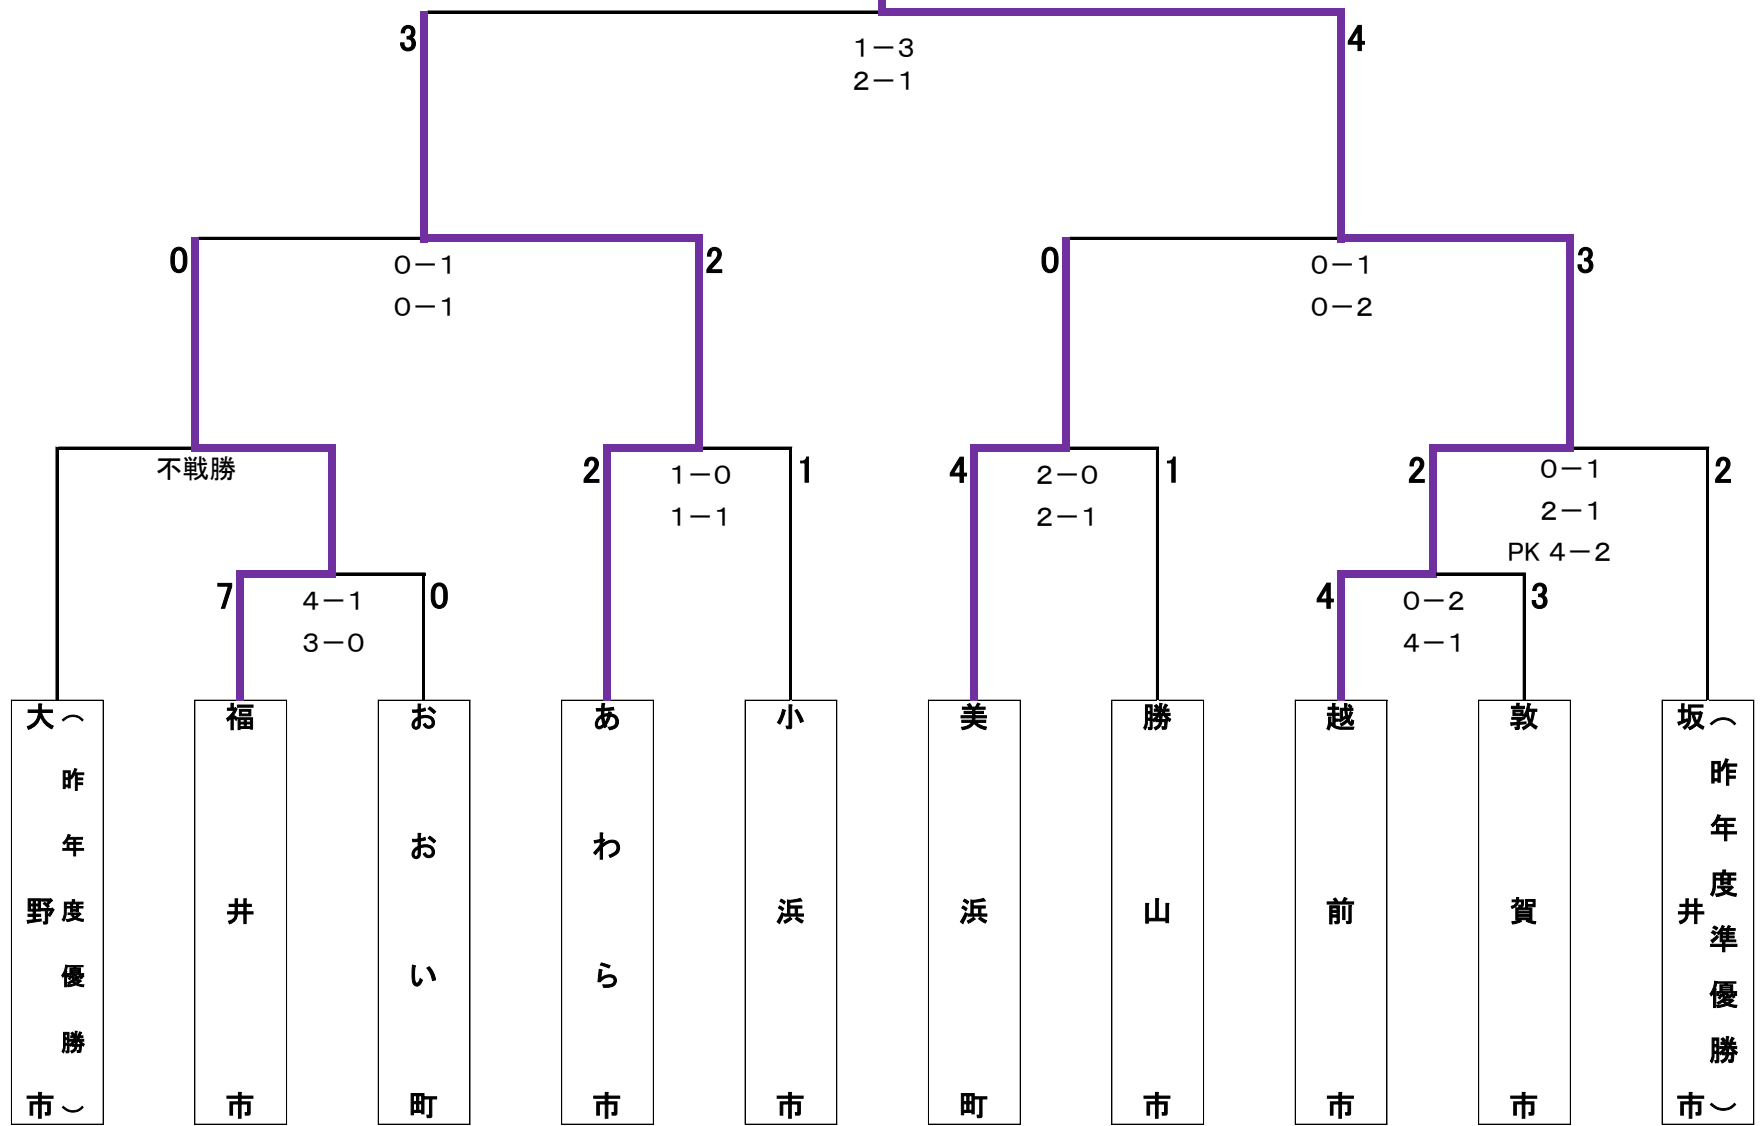 3
4
1－3
2－1
0
0－1
0－1
2
0
0－1
0－2
3
不戦勝
2
1－0
1－1
1
4
2－0
2－1
1
2
0－1
2－1
PK 4－2
2
7
4－1
3－0
0
4
0－2
4－1
3
大野市
（昨年度優勝）
福井市
おおい町
あわら市
小浜市
美浜町
勝山市
越前市
敦賀市
坂井市
（昨年度準優勝）